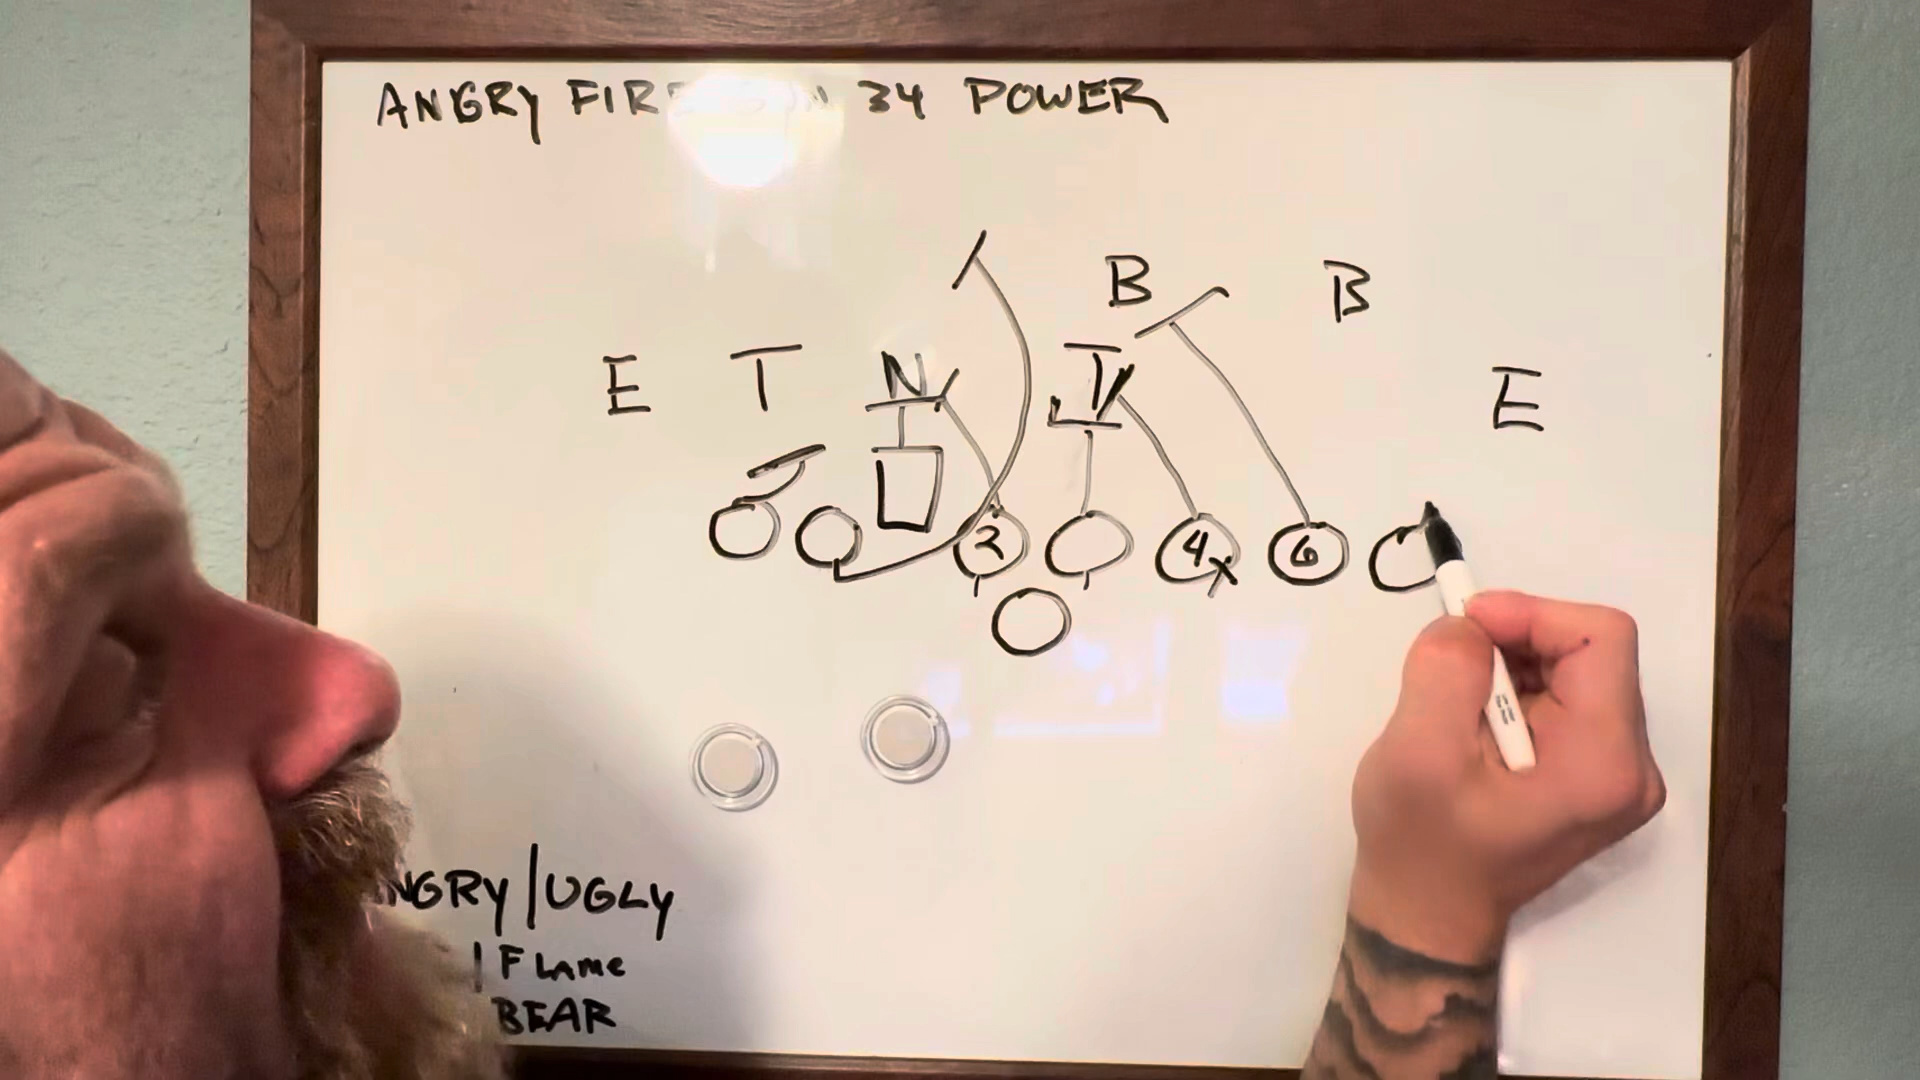 ANGRY FIRE 34 POWER
B B
E T N T E
2 4 6
NGRY/UGLY
| FLAME
BEAR